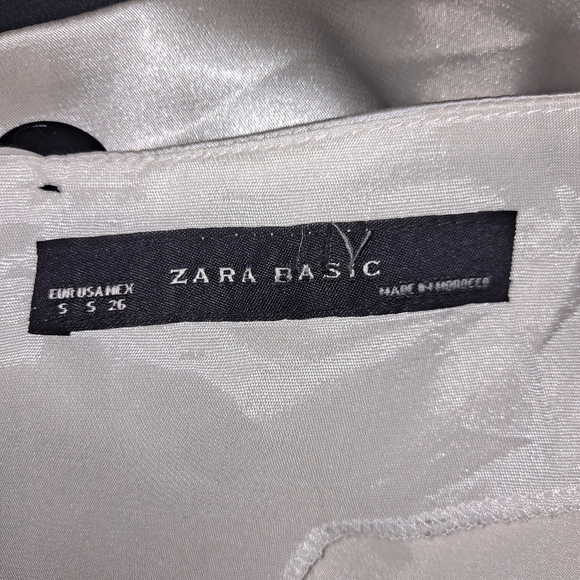 ZARA BASIC
EUR USA MEX
S S 26
MADE IN MOROCCO